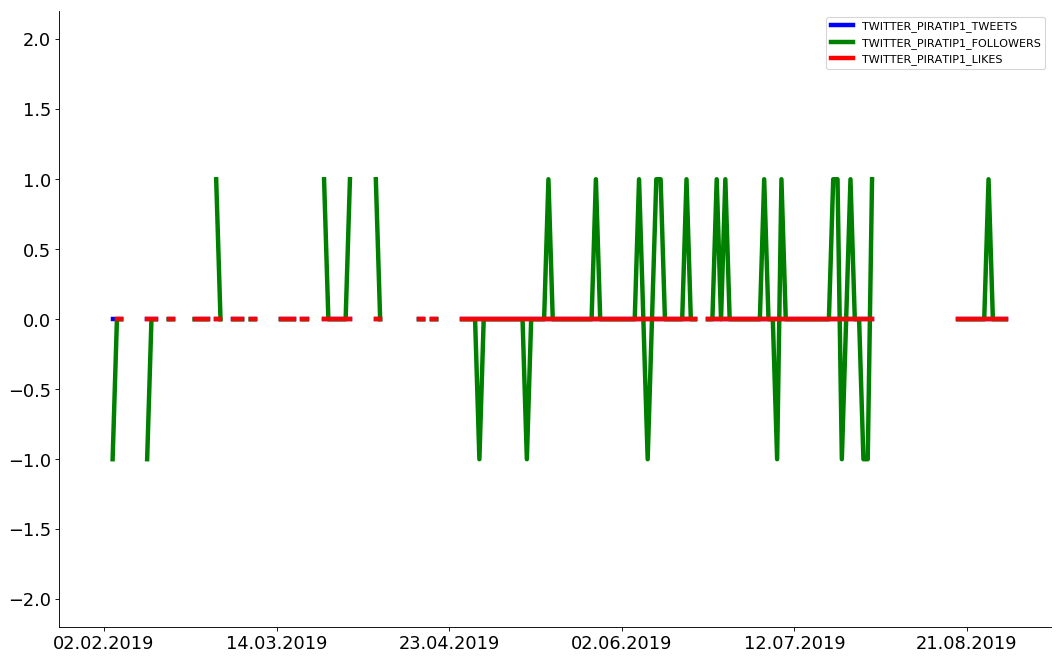 TWITTER_PIRATIP1_TWEETS
TWITTER_PIRATIP1_FOLLOWERS
TWITTER_PIRATIP1_LIKES
2.0
1.5
1.0
0.5
0.0
−0.5
−1.0
−1.5
−2.0
02.02.2019 14.03.2019 23.04.2019 02.06.2019 12.07.2019 21.08.2019